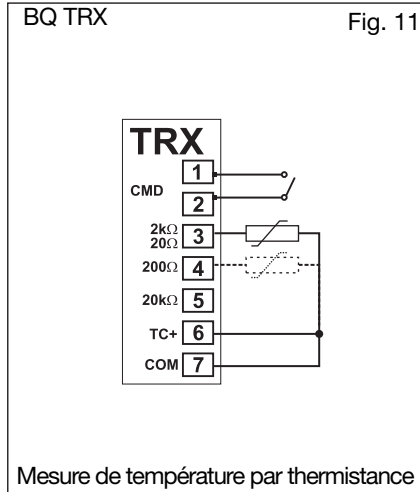 BQ TRX
Fig. 11
TRX
1
CMD
2
2kΩ
20Ω
3
200Ω
4
20kΩ
5
TC+
6
COM
7
Mesure de température par thermistance